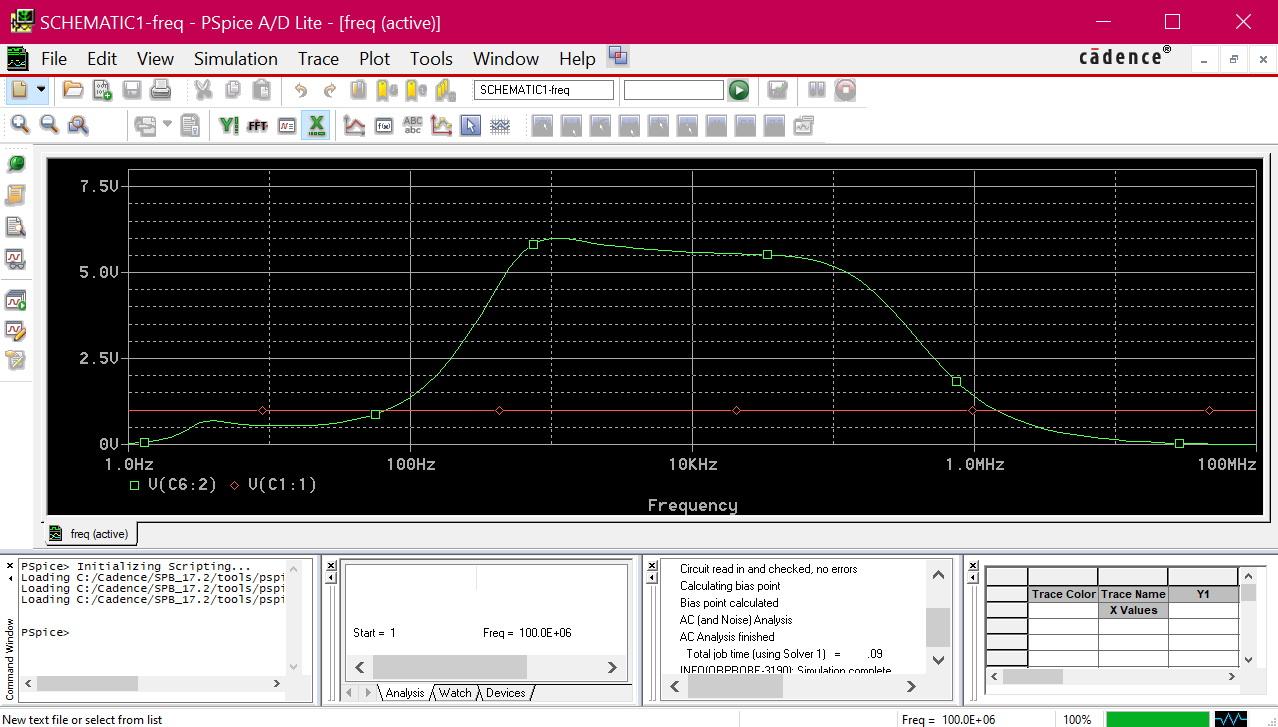 SCHEMATIC1-freq - PSpice A/D Lite - [freq (active)]
File Edit View Simulation Trace Plot Tools Window Help cādence®
SCHEMATIC1-freq
FFT
ABC
abc
7.5V
5.0V
2.5V
0V
1.0Hz 100Hz 10KHz 1.0MHz 100MHz
V(C6:2) V(C1:1)
Frequency
freq (active)
Command Window
PSpice> Initializing Scripting...
Loading C:/Cadence/SPB_17.2/tools/pspi
Loading C:/Cadence/SPB_17.2/tools/pspi
Loading C:/Cadence/SPB_17.2/tools/pspi
PSpice>
Start = 1 Freq = 100.0E+06
Analysis Watch Devices
Circuit read in and checked, no errors
Calculating bias point
Bias point calculated
AC (and Noise) Analysis
AC Analysis finished
Total job time (using Solver 1) = .09
INFO(ORPROBE-3190): Simulation complete
Trace Color Trace Name Y1
X Values
New text file or select from list Freq = 100.0E+06 100%